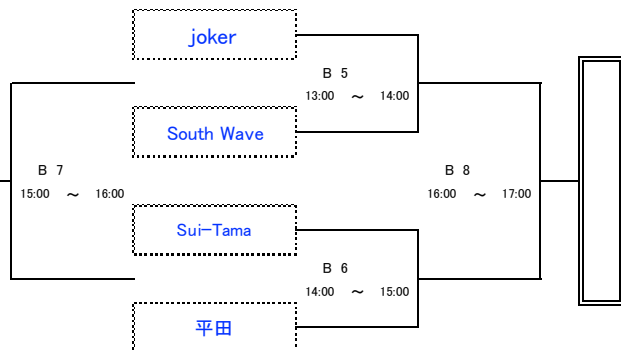 joker
B 5
13:00 ～ 14:00
South Wave
B 7
15:00 ～ 16:00
B 8
16:00 ～ 17:00
Sui-Tama
B 6
14:00 ～ 15:00
平田